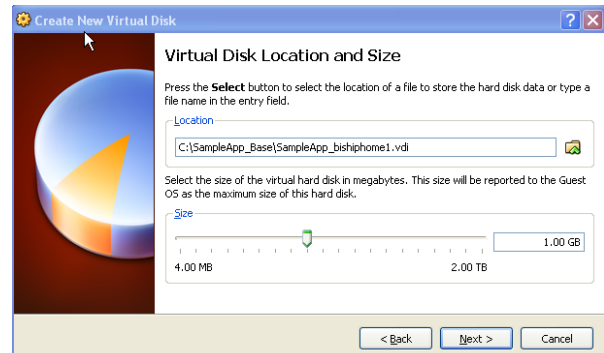 Create New Virtual Disk
Virtual Disk Location and Size
Press the Select button to select the location of a file to store the hard disk data or type a
file name in the entry field.
Location
C:\SampleApp_Base\SampleApp_bishiphome1.vdi
Select the size of the virtual hard disk in megabytes. This size will be reported to the Guest
OS as the maximum size of this hard disk.
Size
1.00 GB
4.00 MB 2.00 TB
< Back Next > Cancel